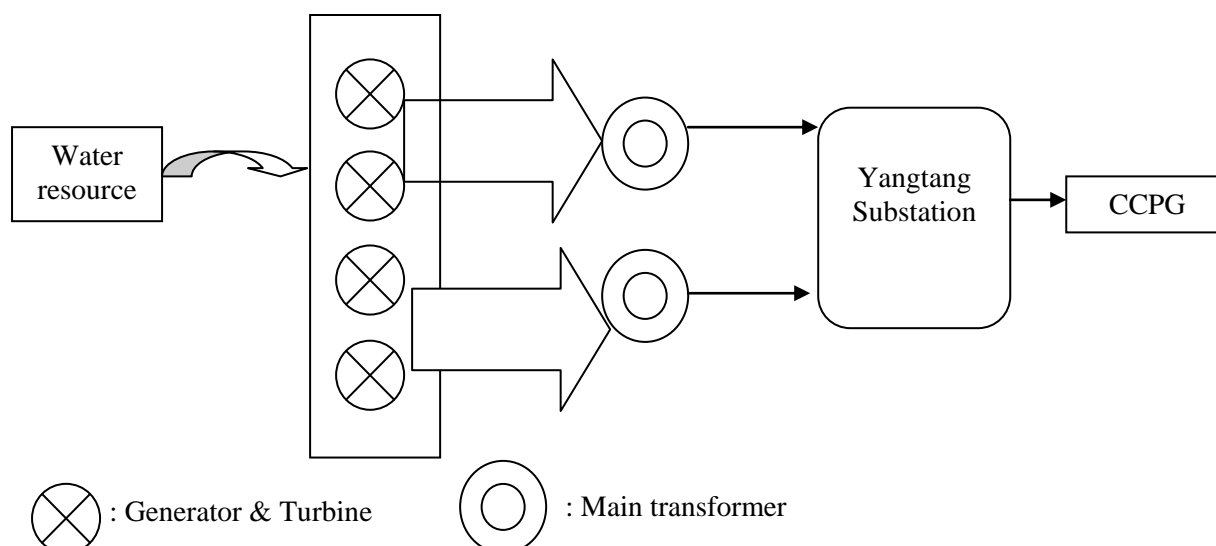 Water
resource
Yangtang
Substation
CCPG
: Generator & Turbine
: Main transformer